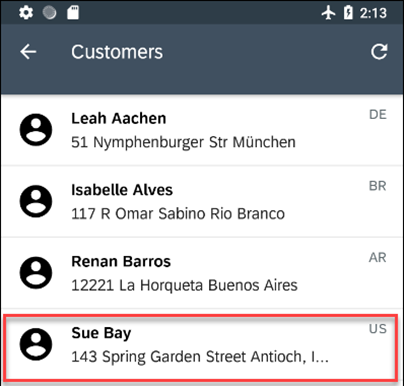 2:13
Customers
Leah Aachen
DE
51 Nymphenburger Str München
Isabelle Alves
BR
117 R Omar Sabino Rio Branco
Renan Barros
AR
12221 La Horqueta Buenos Aires
Sue Bay
US
143 Spring Garden Street Antioch, I...